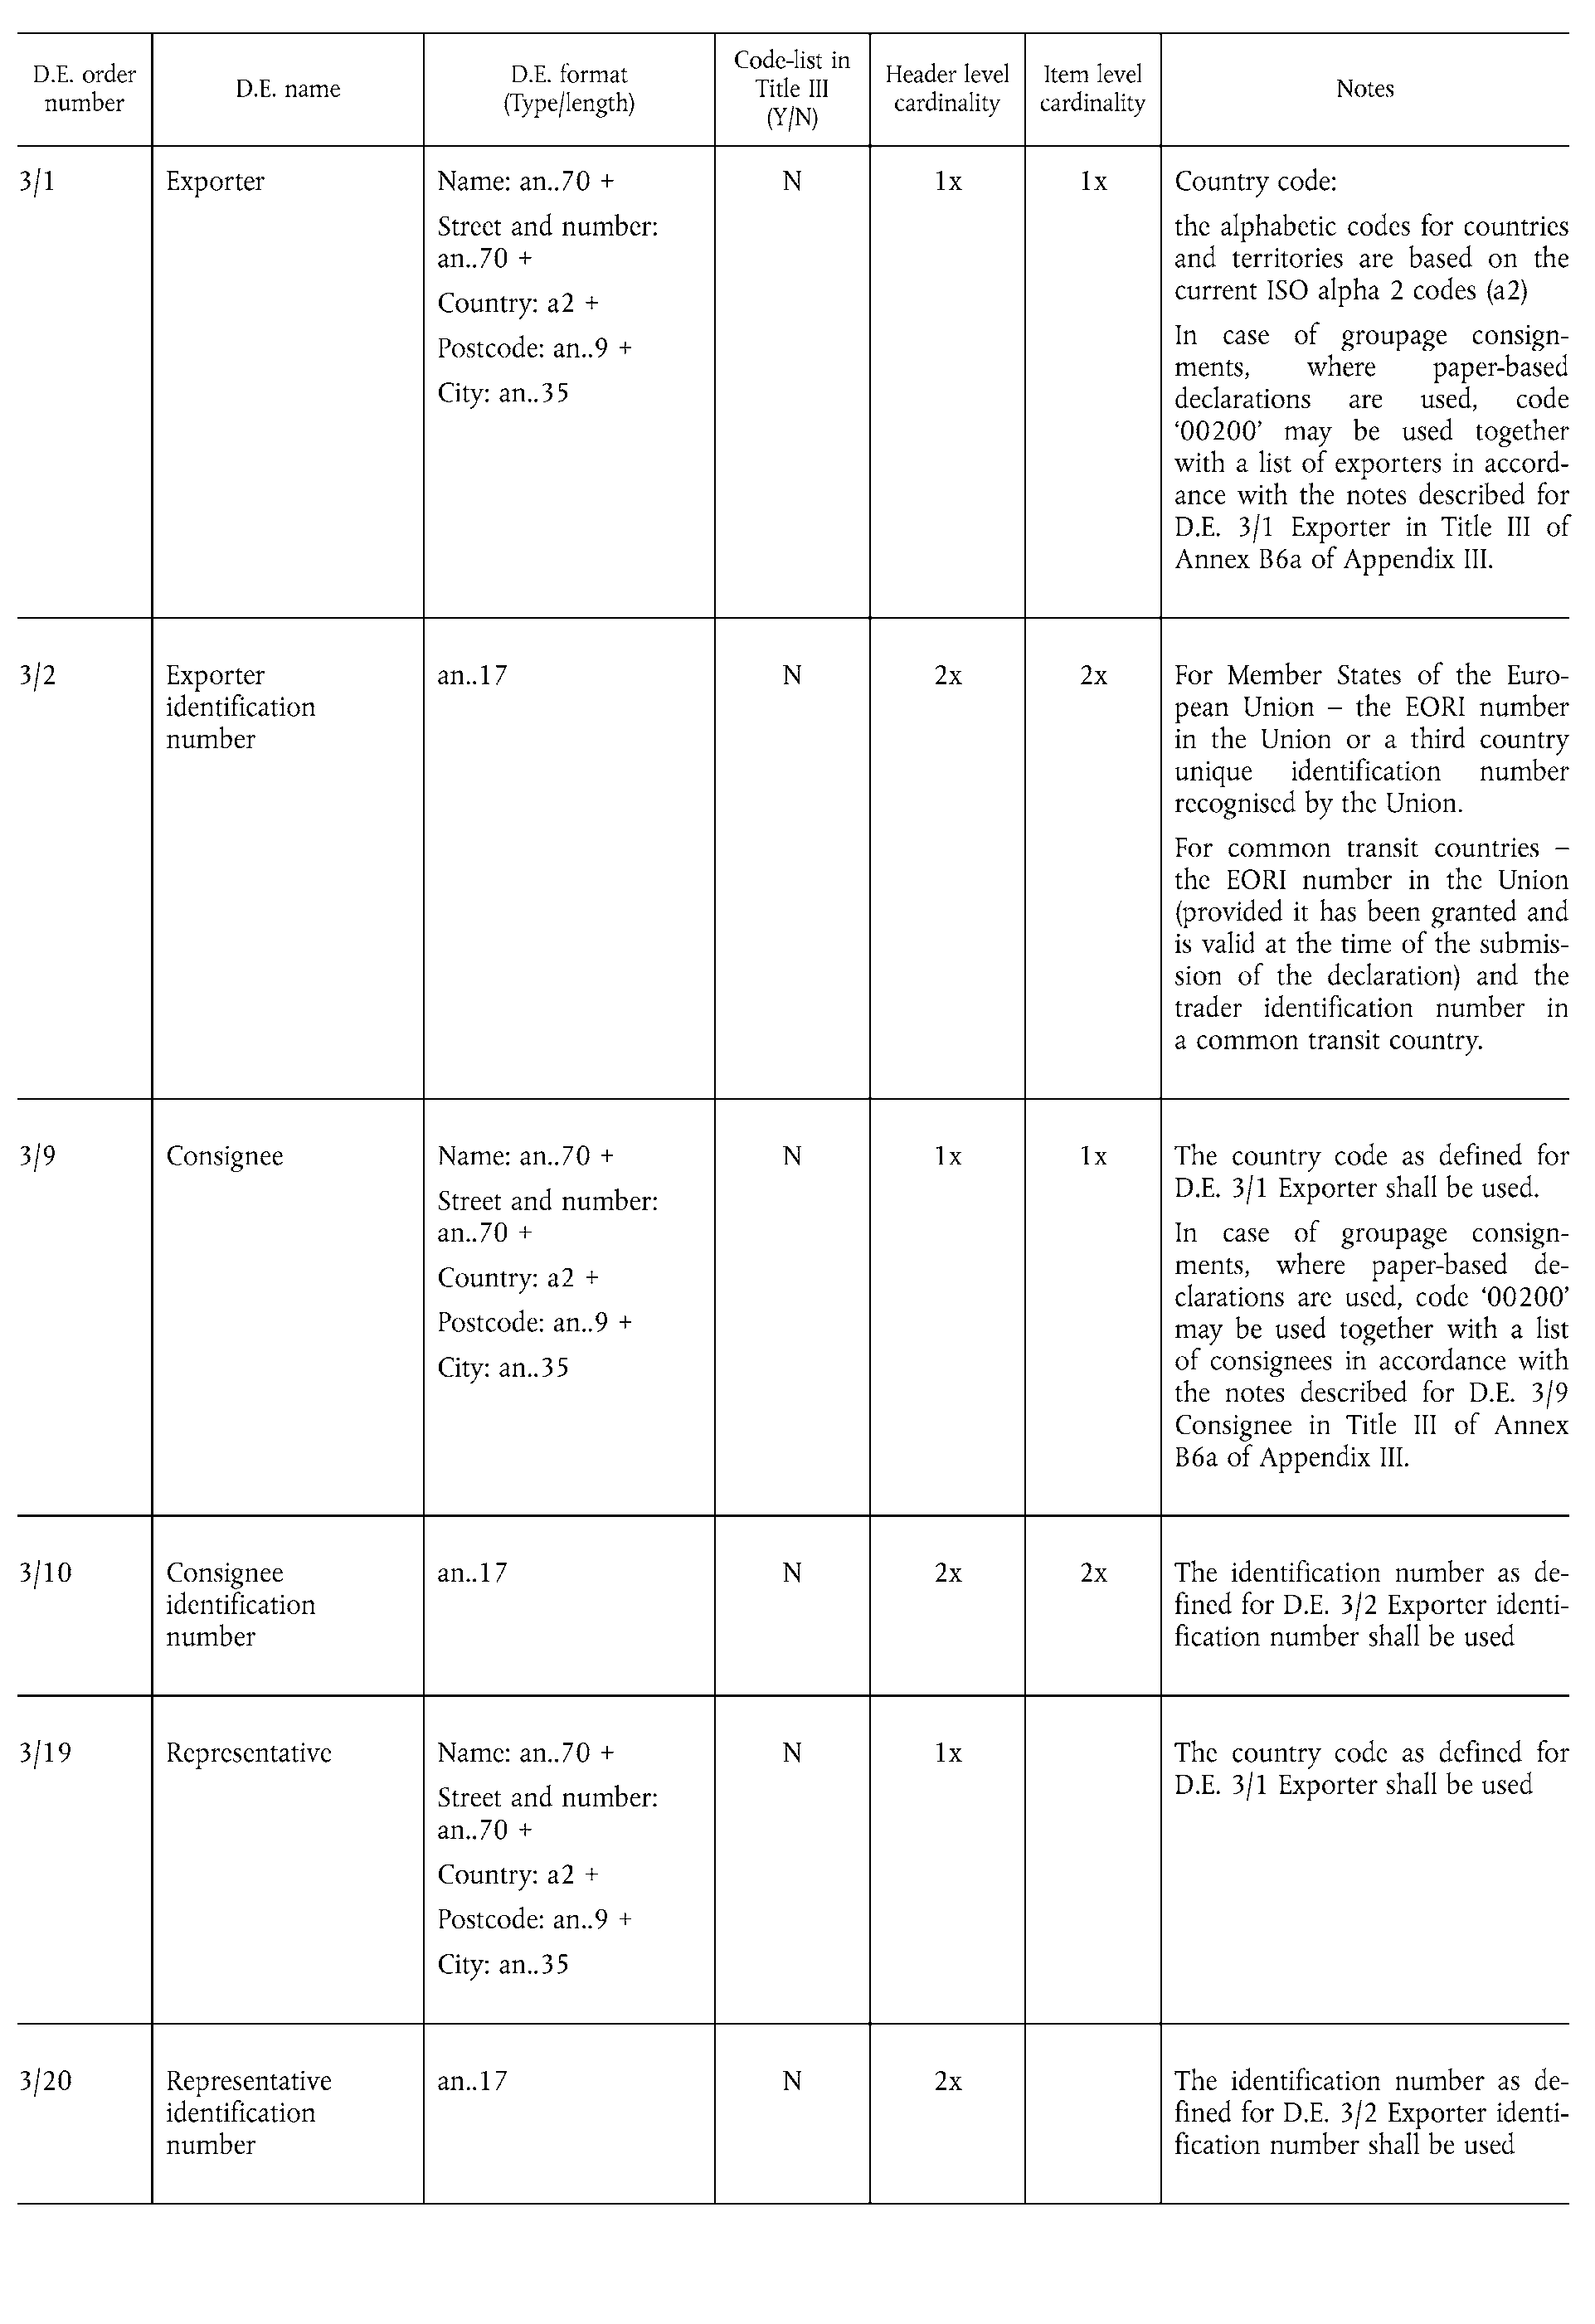 D.E. order
number
D.E. name
D.E. format
(Type/length)
Code-list in
Title III
(Y/N)
Header level
cardinality
Item level
cardinality
Notes
3/1
Exporter
Name: an..70 +
Street and number:
an..70 +
Country: a2 +
Postcode: an..9 +
City: an..35
N
1x
1x
Country code:
the alphabetic codes for countries
and territories are based on the
current ISO alpha 2 codes (a2)
In case of groupage consign-
ments, where paper-based
declarations are used, code
‘00200’ may be used together
with a list of exporters in accord-
ance with the notes described for
D.E. 3/1 Exporter in Title III of
Annex B6a of Appendix III.
3/2
Exporter
identification
number
an..17
N
2x
2x
For Member States of the Euro-
pean Union – the EORI number
in the Union or a third country
unique identification number
recognised by the Union.
For common transit countries –
the EORI number in the Union
(provided it has been granted and
is valid at the time of the submis-
sion of the declaration) and the
trader identification number in
a common transit country.
3/9
Consignee
Name: an..70 +
Street and number:
an..70 +
Country: a2 +
Postcode: an..9 +
City: an..35
N
1x
1x
The country code as defined for
D.E. 3/1 Exporter shall be used.
In case of groupage consign-
ments, where paper-based de-
clarations are used, code ‘00200’
may be used together with a list
of consignees in accordance with
the notes described for D.E. 3/9
Consignee in Title III of Annex
B6a of Appendix III.
3/10
Consignee
identification
number
an..17
N
2x
2x
The identification number as de-
fined for D.E. 3/2 Exporter identi-
fication number shall be used
3/19
Representative
Name: an..70 +
Street and number:
an..70 +
Country: a2 +
Postcode: an..9 +
City: an..35
N
1x
The country code as defined for
D.E. 3/1 Exporter shall be used
3/20
Representative
identification
number
an..17
N
2x
The identification number as de-
fined for D.E. 3/2 Exporter identi-
fication number shall be used